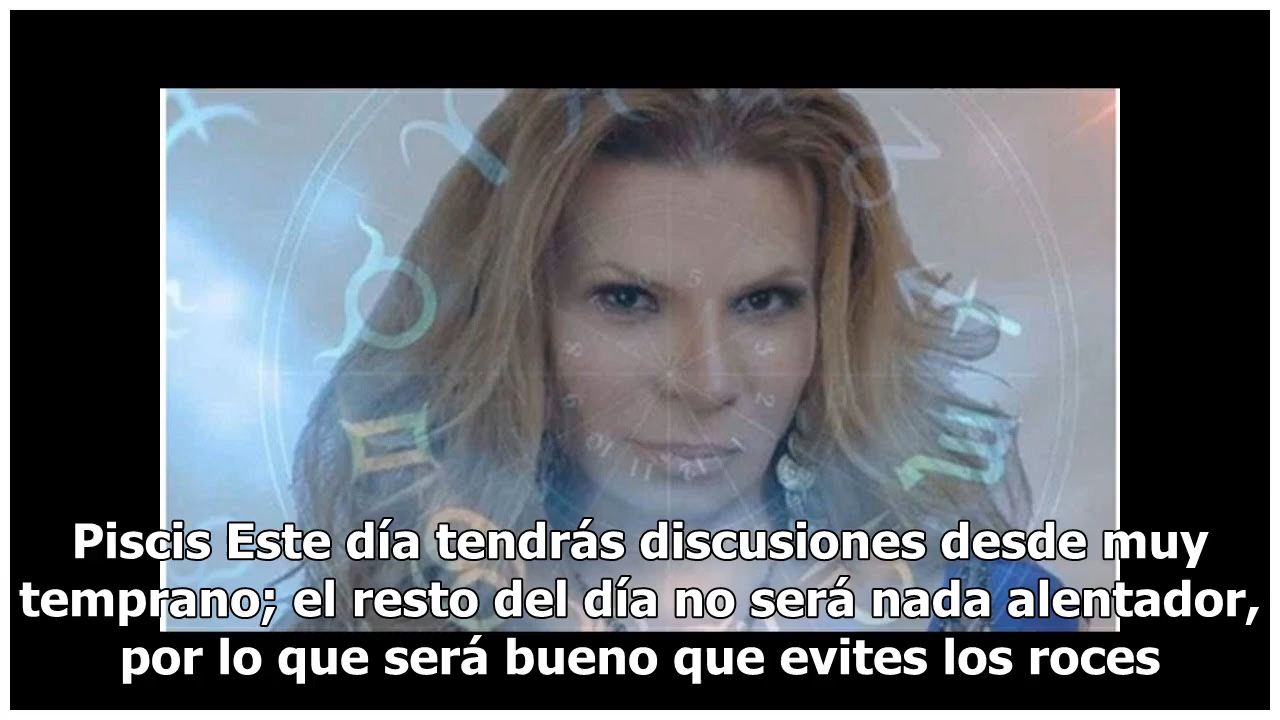 Piscis Este día tendrás discusiones desde muy
temprano; el resto del día no será nada alentador,
por lo que será bueno que evites los roces